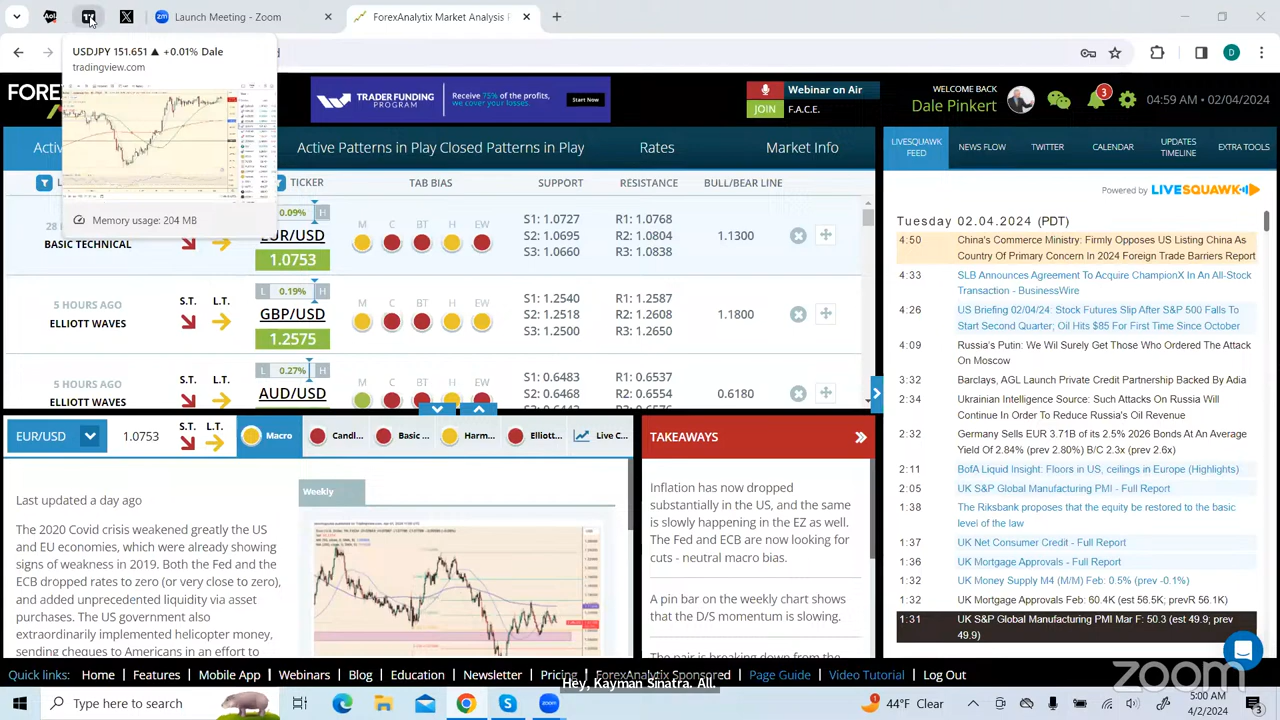 Aol
Launch Meeting - Zoom
ForexAnalytix - Market Analysis
USDJPY 151.651 ▲ +0.01% Dale
tradingview.com
Memory usage: 204 MB
FORE
TRADER FUNDING PROGRAM
Receive 75% of the profits, we cover your losses.
Start Now
Webinar on Air
JOIN
F.A.C.E.
WELCOME BACK
Dale Pinkert
3
04:59 AM • 02/04/2024
Closed
In Play
Market Info
LIVESQUAWK FEED
FLOW
UPDATES TIMELINE
EXTRA TOOLS
TICKER
BIAS
SUPPORT
Powered by LIVESQUAWK
Tuesday 02.04.2024 (PDT)
BASIC TECHNICAL
0.09%
H
EUR/USD
1.0753
M C BT H EW
S1: 1.0727
S2: 1.0695
S3: 1.0660
R1: 1.0768
R2: 1.0804
R3: 1.0838
1.1300
5 HOURS AGO
ELLIOTT WAVES
S.T. L.T.
L 0.19% H
GBP/USD
1.2575
M C BT H EW
S1: 1.2540
S2: 1.2518
S3: 1.2500
R1: 1.2587
R2: 1.2608
R3: 1.2650
1.1800
5 HOURS AGO
ELLIOTT WAVES
S.T. L.T.
L 0.27% H
AUD/USD
M C BT H EW
S1: 0.6483
S2: 0.6468
R1: 0.6537
R2: 0.6554
0.6180
4:50 China's Commerce Ministry: Firmly Opposes US Listing China As
Country Of Primary Concern In 2024 Foreign Trade Barriers Report
4:33 SLB Announces Agreement To Acquire ChampionX In An All-Stock
Transaction - BusinessWire
4:26 US Briefing 02/04/24: Stock Futures Slip After S&P 500 Falls To
Start Second Quarter; Oil Hits $85 For First Time Since October
4:09 Russia's Putin: We Wil Surely Get Those Who Ordered The Attack
On Moscow
3:32 Barclays, AGL Launch Private Credit Partnership Backed By Adia
2:34 Ukrainian Intelligence Source: Such Attacks On Russia Will
Continue In Order To Reduce Russia's Oil Revenue
2:32 Germany Sells EUR 3.71B of its 2.5% 2026 Bonds At An Average
Yield Of 2.84% (prev 2.80%) B/C 2.3x (prev 2.6x)
2:11 BofA Liquid Insight: Floors in US, ceilings in Europe (Highlights)
2:05 UK S&P Global Manufacturing PMI - Full Report
1:38 The Riksbank proposes that the equity be restored to the basic
level of the law
1:37 UK Net Consumer Credit - Full Report
1:36 UK Mortgage Approvals - Full Report
1:32 UK Money Supply M4 (M/M) Feb: 0.5% (prev -0.1%)
1:32 UK Mortgage Approvals Feb: 60.4K (est 56.5K; prevR 56.1K)
1:31 UK S&P Global Manufacturing PMI Mar F: 50.3 (est 49.9, prev
49.9)
EUR/USD
1.0753
S.T. L.T.
Macro
Candl...
Basic ...
Harm...
Elliott...
Live C...
TAKEAWAYS
Last updated a day ago
Weekly
The 2020 Covid crisis weakened greatly the US
and EU economies, which were already showing
signs of weakness in 2019. Both the Fed and the
ECB dropped rates to zero (or very close to zero),
and added unprecedented liquidity via asset
purchases. The US government also
extraordinarily implemented helicopter money,
sending cheques to Americans in an effort to
Inflation has now dropped
substantially in the US, and the same
is slowly happening in the EZ as well.
The Fed and ECB are now looking for
cuts - neutral macro bias.
A pin bar on the weekly chart shows
that the D/S momentum is slowing.
The pair is breaking down from the
Quick links: Home | Features | Mobile App | Webinars | Blog | Education | Newsletter | Pricing | ForexAnalytix Sponsored | Page Guide | Video Tutorial | Log Out
Hey, Kayman Sinatra. All.
zoom
Type here to search
44°F Clear
5:00 AM
4/2/2024